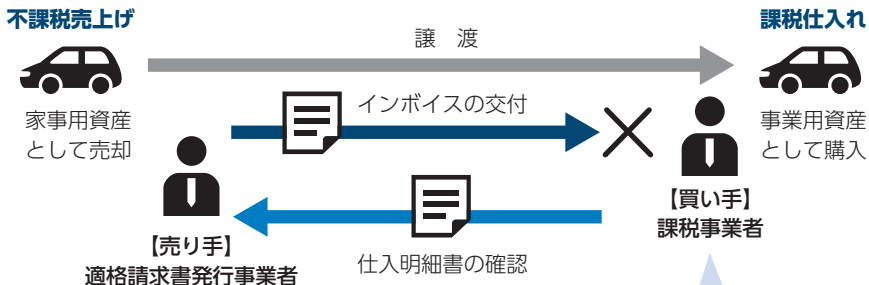 不課税売上げ
課税仕入れ
譲 渡
家事用資産
として売却
インボイスの交付
事業用資産
として購入
【買い手】
課税事業者
【売り手】
適格請求書発行事業者
仕入明細書の確認